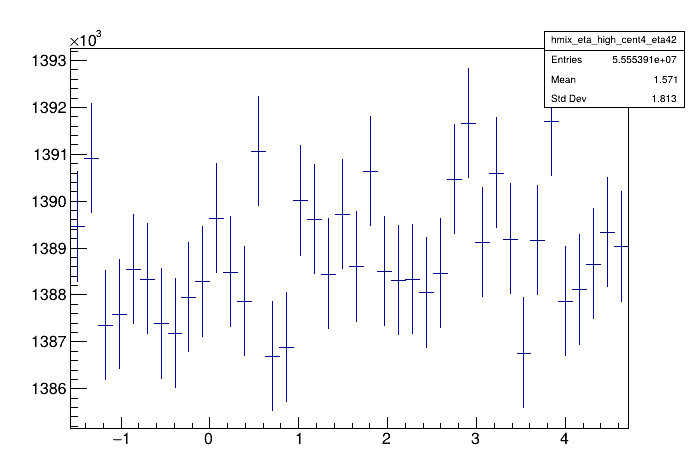 ×10³
hmix_eta_high_cent4_eta42
Entries 5.555391e+07
Mean 1.571
Std Dev 1.813
1393
1392
1391
1390
1389
1388
1387
1386
−1 0 1 2 3 4